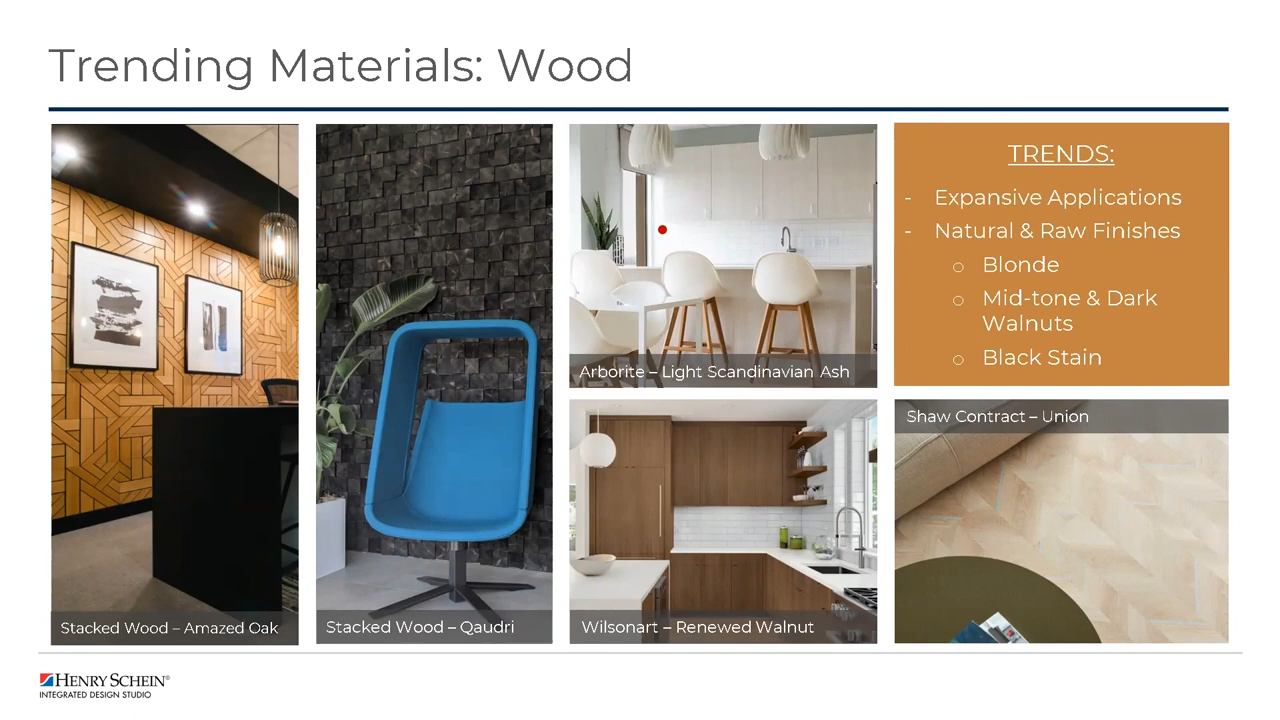 Trending Materials: Wood
Stacked Wood – Amazed Oak
Stacked Wood – Qaudri
Arborite – Light Scandinavian Ash
Wilsonart – Renewed Walnut
TRENDS:
- Expansive Applications
- Natural & Raw Finishes
o Blonde
o Mid-tone & Dark
Walnuts
o Black Stain
Shaw Contract – Union
HENRY SCHEIN®
INTEGRATED DESIGN STUDIO